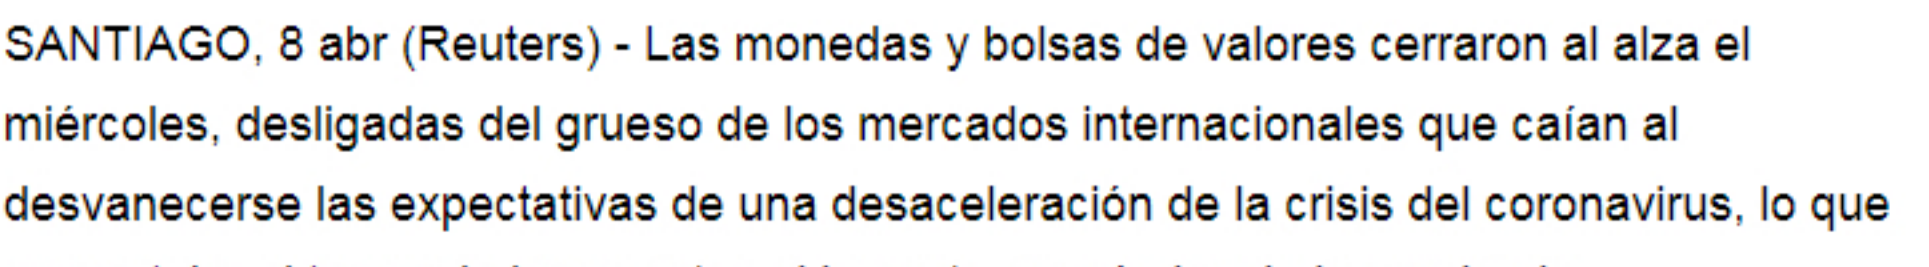 SANTIAGO, 8 abr (Reuters) - Las monedas y bolsas de valores cerraron al alza el
miércoles, desligadas del grueso de los mercados internacionales que caían al
desvanecerse las expectativas de una desaceleración de la crisis del coronavirus, lo que